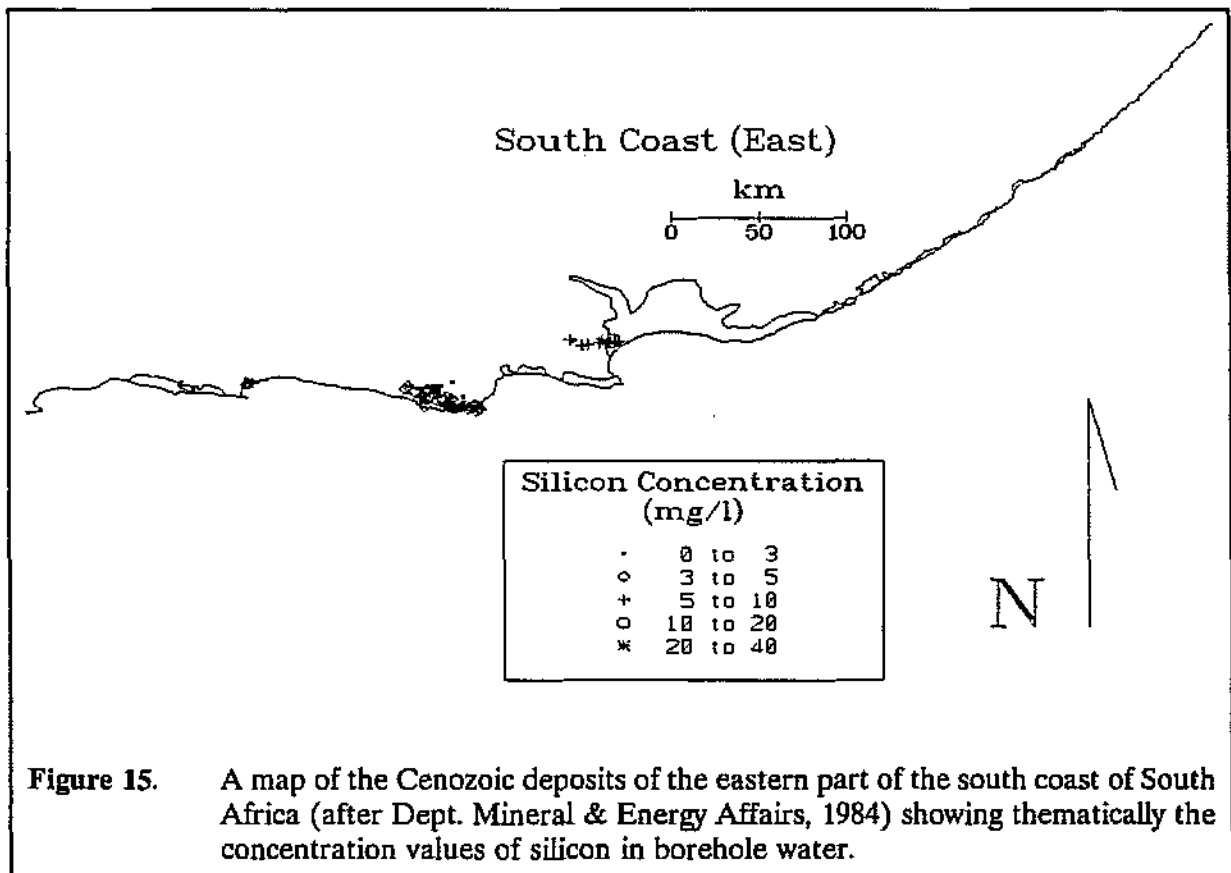 South Coast (East)
km
0 50 100
Silicon Concentration
(mg/l)
· 0 to 3
◇ 3 to 5
+ 5 to 10
○ 10 to 20
* 20 to 40
N
Figure 15. A map of the Cenozoic deposits of the eastern part of the south coast of South
Africa (after Dept. Mineral & Energy Affairs, 1984) showing thematically the
concentration values of silicon in borehole water.